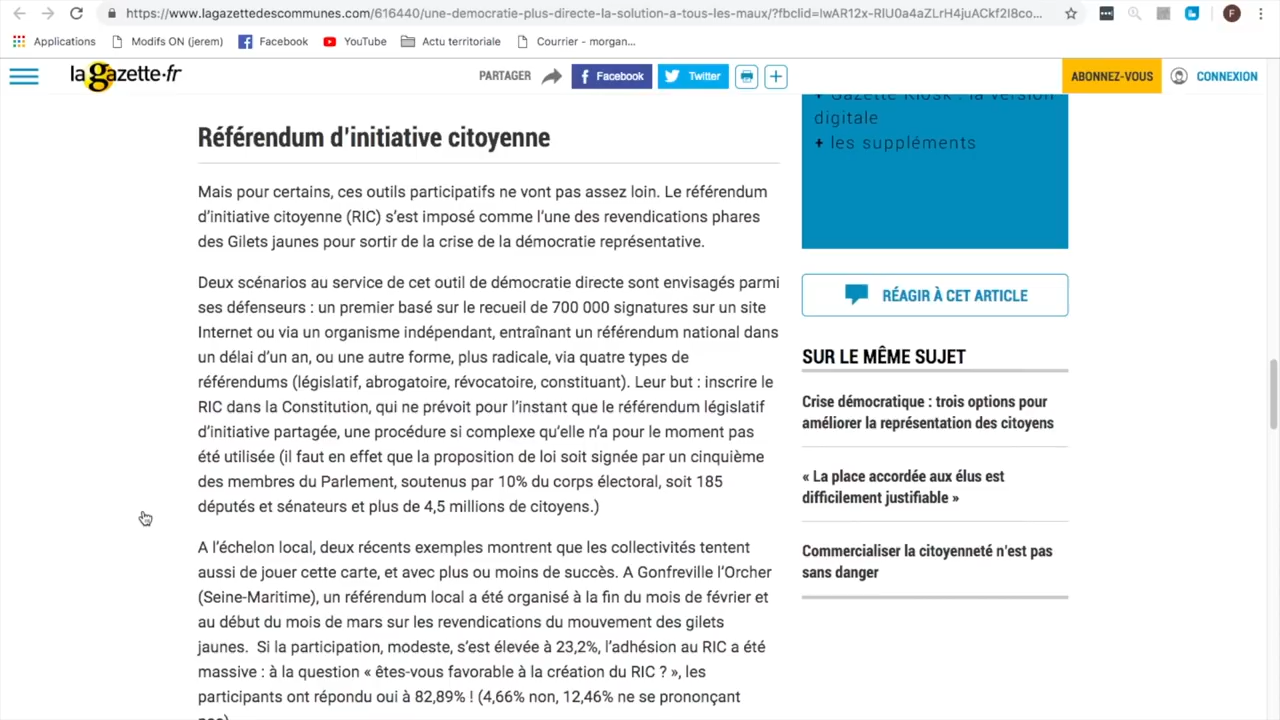 https://www.lagazettedescommunes.com/616440/une-democratie-plus-directe-la-solution-a-tous-les-maux/?fbclid=IwAR12x-RlU0a4aZLrH4juACkf2I8co...
F
Applications
Modifs ON (jerem)
Facebook
YouTube
Actu territoriale
Courrier - morgan...
la gazette.fr
PARTAGER
Facebook
Twitter
ABONNEZ-VOUS
CONNEXION
Référendum d'initiative citoyenne
Mais pour certains, ces outils participatifs ne vont pas assez loin. Le référendum
d'initiative citoyenne (RIC) s'est imposé comme l'une des revendications phares
des Gilets jaunes pour sortir de la crise de la démocratie représentative.
Deux scénarios au service de cet outil de démocratie directe sont envisagés parmi
ses défenseurs : un premier basé sur le recueil de 700 000 signatures sur un site
Internet ou via un organisme indépendant, entraînant un référendum national dans
un délai d'un an, ou une autre forme, plus radicale, via quatre types de
référendums (législatif, abrogatoire, révocatoire, constituant). Leur but : inscrire le
RIC dans la Constitution, qui ne prévoit pour l'instant que le référendum législatif
d'initiative partagée, une procédure si complexe qu'elle n'a pour le moment pas
été utilisée (il faut en effet que la proposition de loi soit signée par un cinquième
des membres du Parlement, soutenus par 10% du corps électoral, soit 185
députés et sénateurs et plus de 4,5 millions de citoyens.)
A l'échelon local, deux récents exemples montrent que les collectivités tentent
aussi de jouer cette carte, et avec plus ou moins de succès. A Gonfreville l'Orcher
(Seine-Maritime), un référendum local a été organisé à la fin du mois de février et
au début du mois de mars sur les revendications du mouvement des gilets
jaunes.  Si la participation, modeste, s'est élevée à 23,2%, l'adhésion au RIC a été
massive : à la question « êtes-vous favorable à la création du RIC ? », les
participants ont répondu oui à 82,89% ! (4,66% non, 12,46% ne se prononçant
pas)
+ Gazette Kiosk : la version
digitale
+ les suppléments
RÉAGIR À CET ARTICLE
SUR LE MÊME SUJET
Crise démocratique : trois options pour
améliorer la représentation des citoyens
« La place accordée aux élus est
difficilement justifiable »
Commercialiser la citoyenneté n'est pas
sans danger